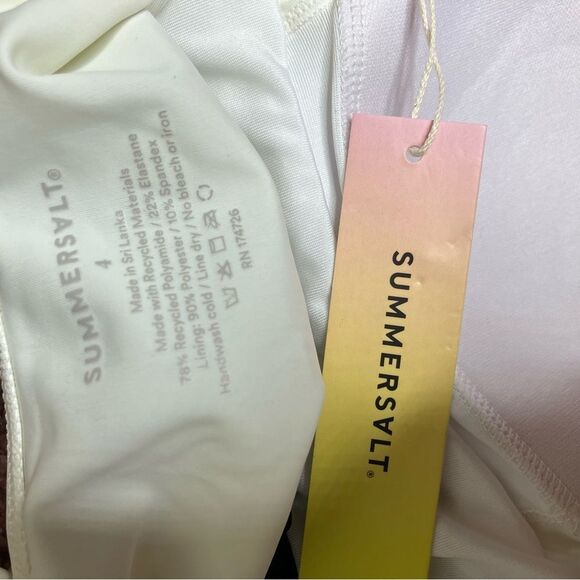 SUMMERSALT®
4
Made in Sri Lanka
Made with Recycled Materials
78% Recycled Polyamide / 22% Elastane
Lining: 90% Polyester / 10% Spandex
Handwash cold / Line dry / No bleach or iron
RN 174726
SUMMERSALT®